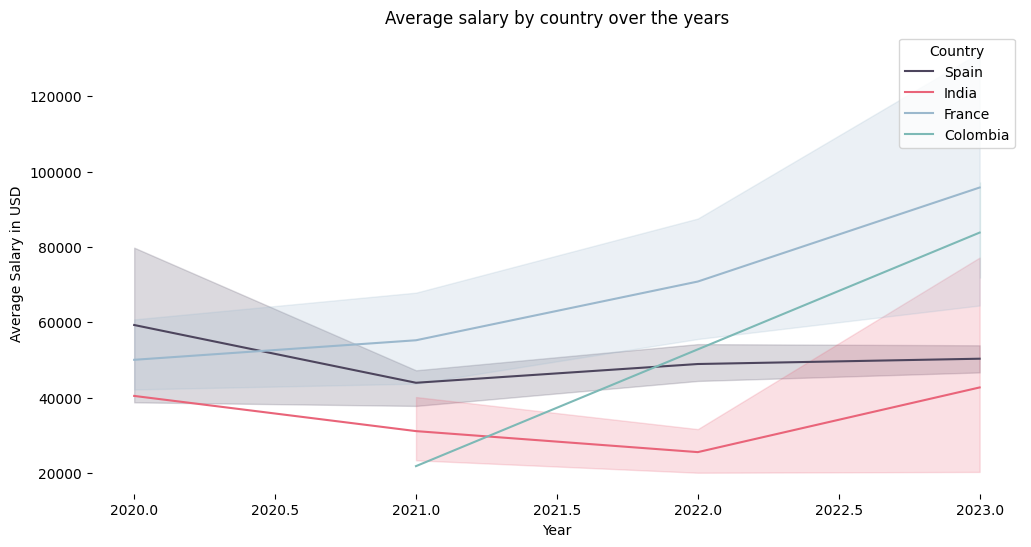 Average salary by country over the years
Country
Spain
India
France
Colombia
Average Salary in USD
120000
100000
80000
60000
40000
20000
2020.0 2020.5 2021.0 2021.5 2022.0 2022.5 2023.0
Year